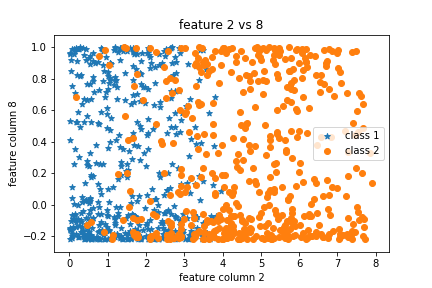 feature 2 vs 8
1.0
0.8
0.6
0.4
0.2
0.0
−0.2
feature column 8
class 1
class 2
0 1 2 3 4 5 6 7 8
feature column 2